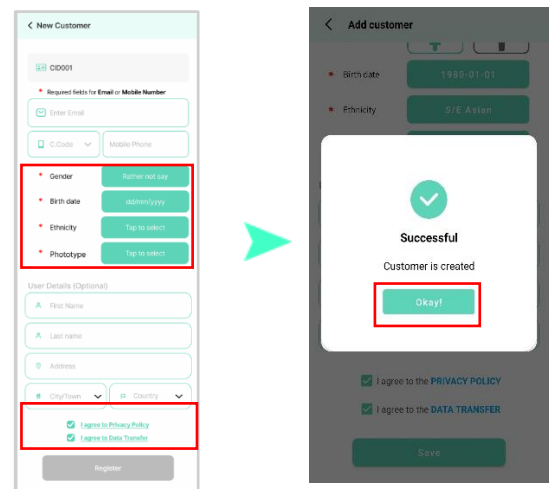 New Customer
CID001
* Required fields for Email or Mobile Number
Enter Email
C.Code Mobile Phone
* Gender Rather not say
* Birth date dd/mm/yyyy
* Ethnicity Tap to select
* Phototype Tap to select
User Details (Optional)
First Name
Last name
Address
City/Town Country
I agree to Privacy Policy
I agree to Data Transfer
Register
Add customer
* Birth date 1980-01-01
* Ethnicity S/E Asian
Successful
Customer is created
Okay!
I agree to the PRIVACY POLICY
I agree to the DATA TRANSFER
Save